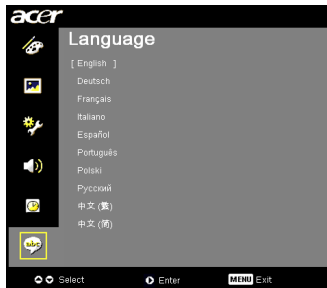 acer
Language
[ English ]
Deutsch
Français
Italiano
Español
Português
Polski
Русский
中文 (繁)
中文 (简)
abc
Select Enter MENU Exit